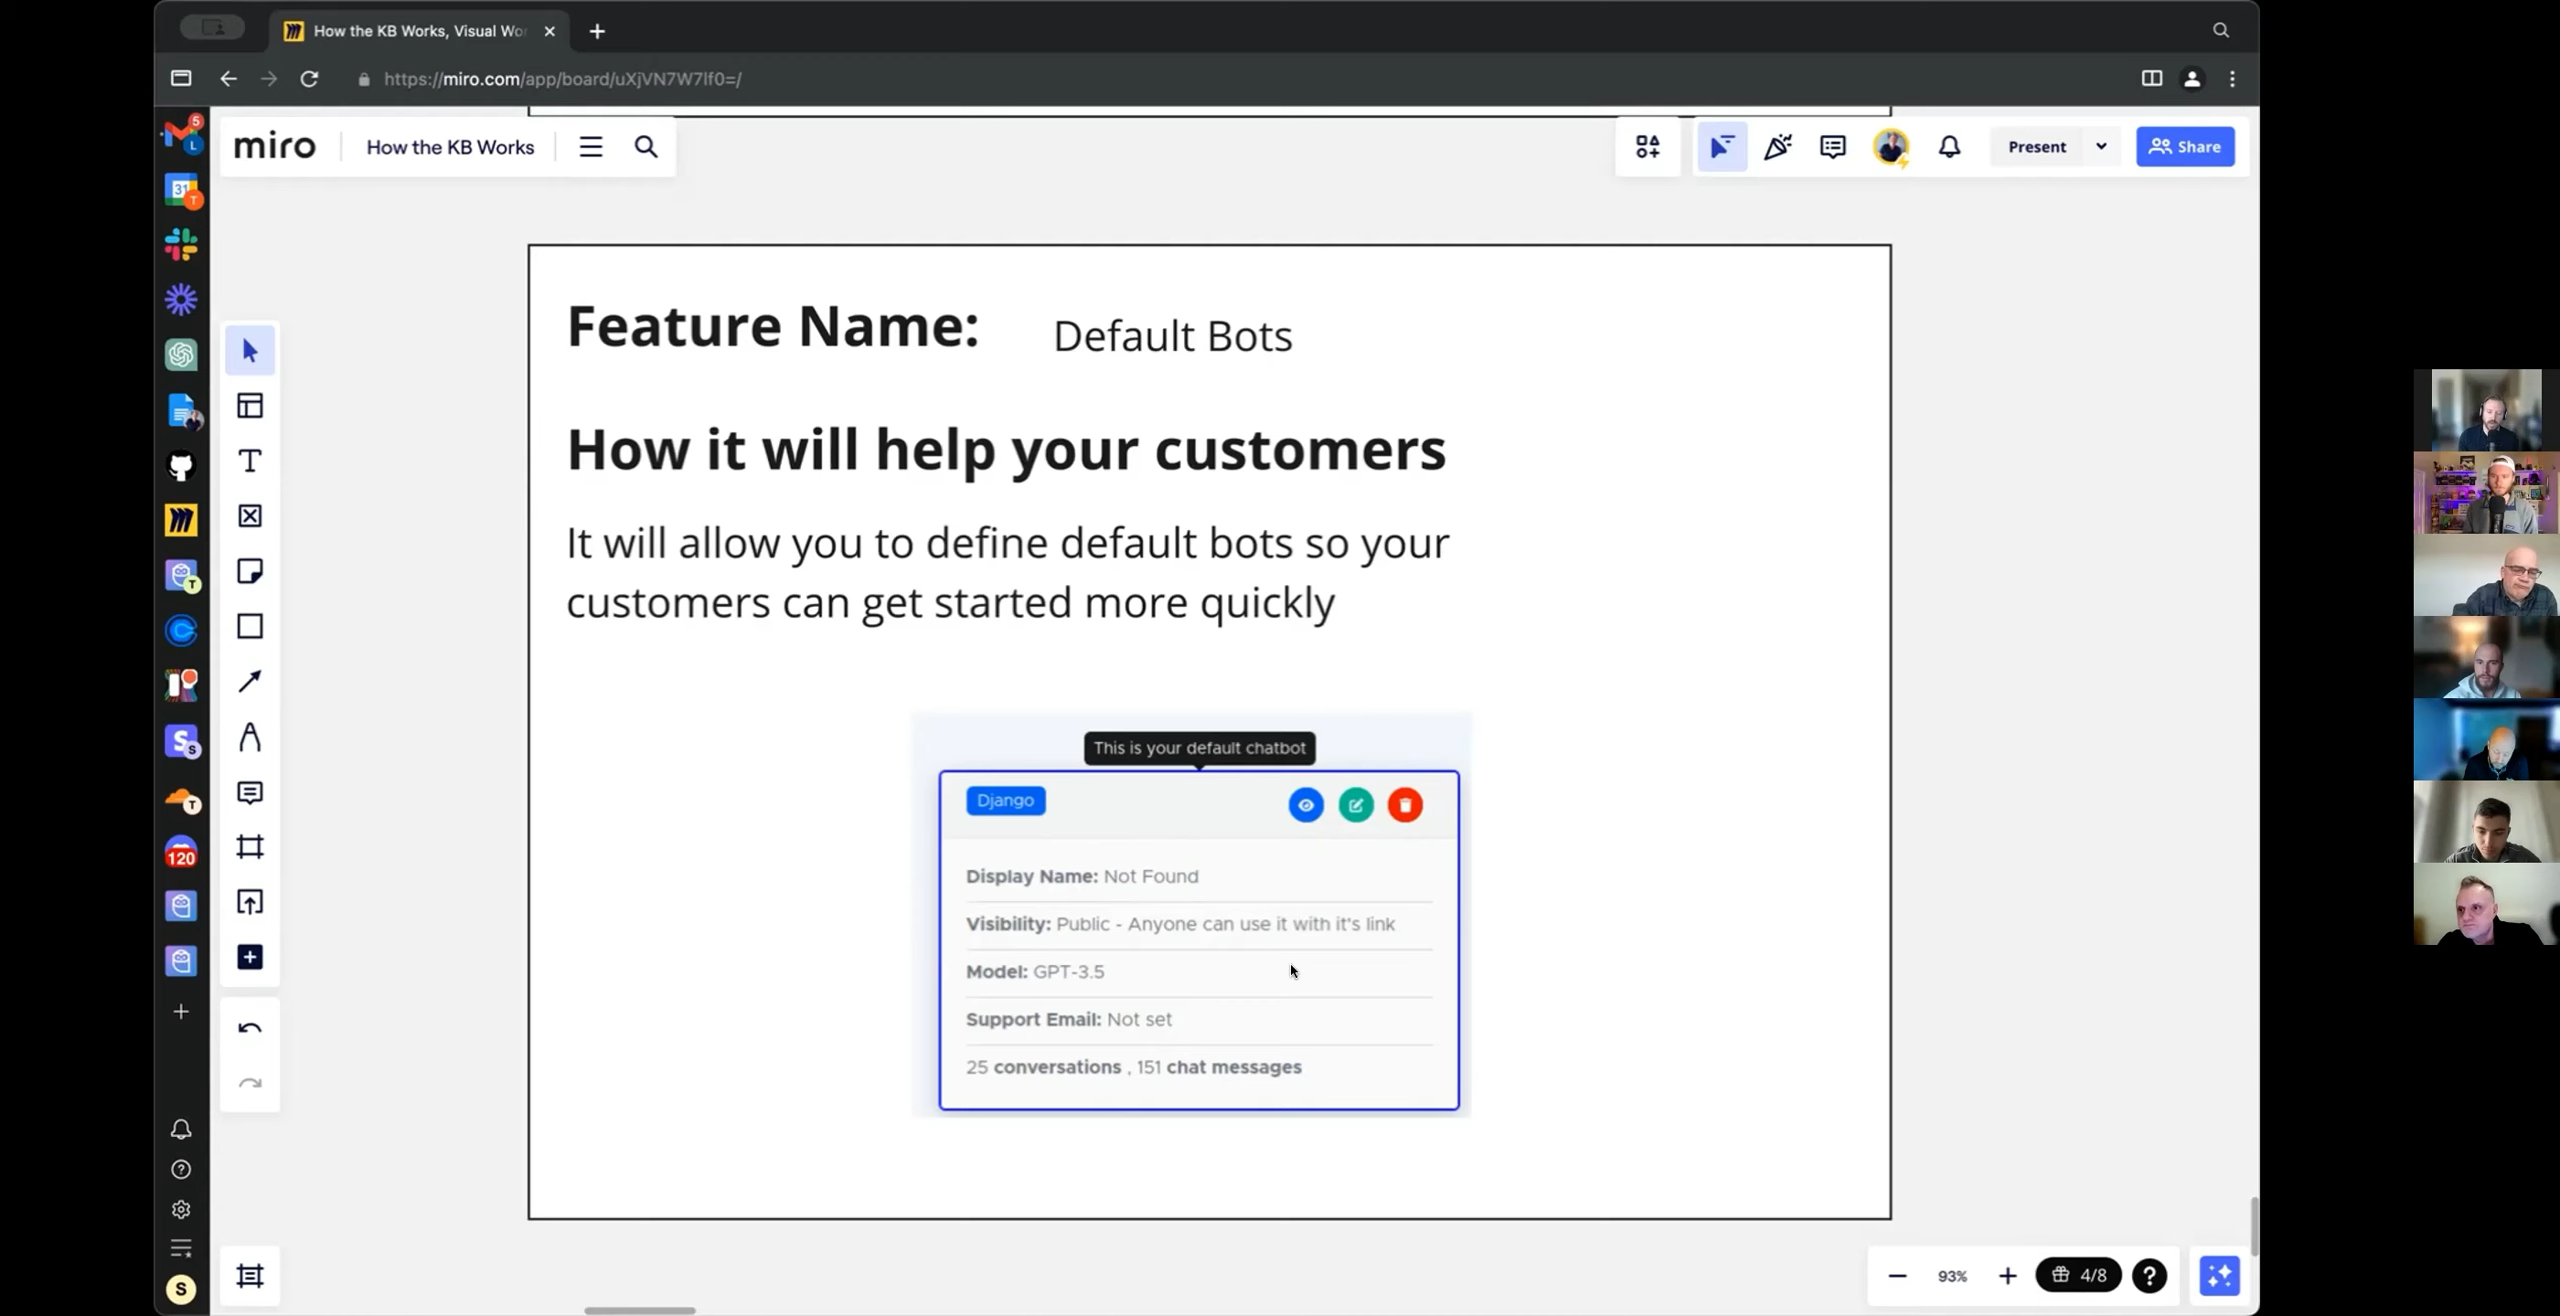 How the KB Works, Visual Wor
https://miro.com/app/board/uXjVN7W7lf0=/
5
L
31
T
miro
How the KB Works
Present
Share
Feature Name:
Default Bots
How it will help your customers
It will allow you to define default bots so your
customers can get started more quickly
This is your default chatbot
Django
Display Name: Not Found
Visibility: Public - Anyone can use it with it's link
Model: GPT-3.5
Support Email: Not set
25 conversations , 151 chat messages
T
T
S
S
T
120
S
93%
4/8